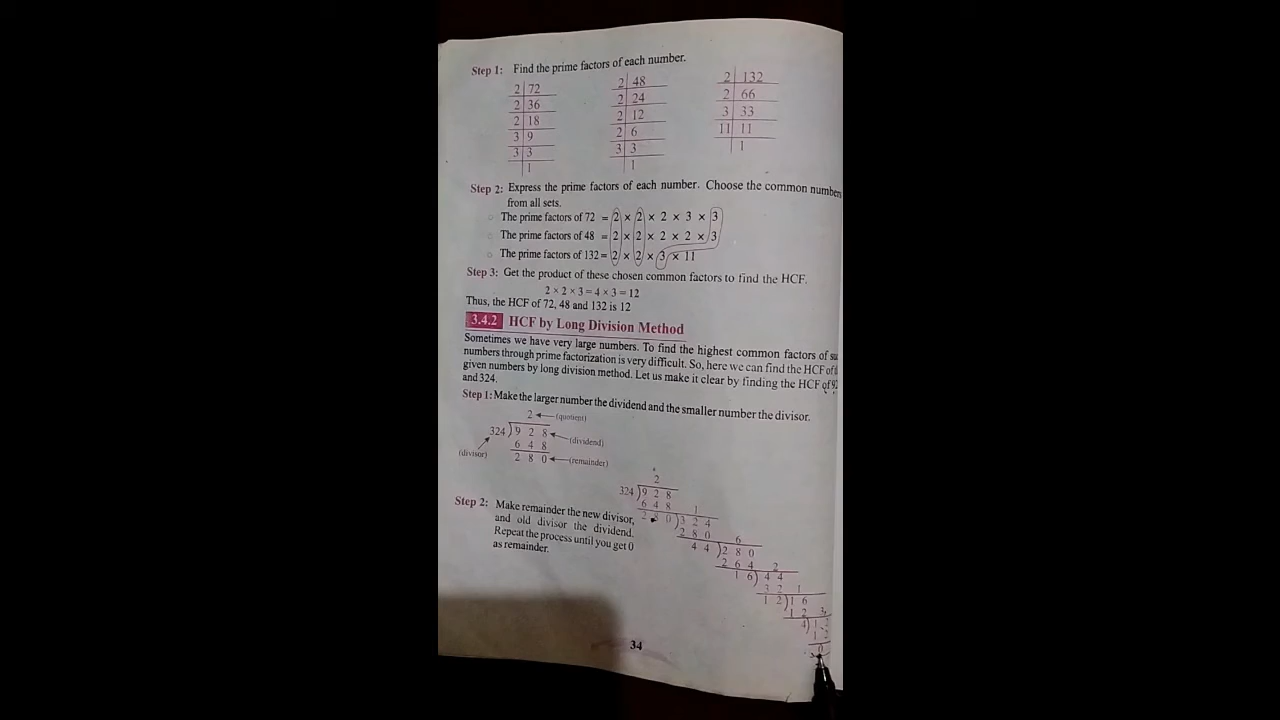 Step 1: Find the prime factors of each number.
2 72 2 48 2 132
2 36 2 24 2 66
2 18 2 12 3 33
3 9 2 6 11 11
3 3 3 3 1
1 1
Step 2: Express the prime factors of each number. Choose the common number
from all sets.
The prime factors of 72 = 2 × 2 × 2 × 3 × 3
The prime factors of 48 = 2 × 2 × 2 × 2 × 3
The prime factors of 132 = 2 × 2 × 3 × 11
Step 3: Get the product of these chosen common factors to find the HCF.
2 × 2 × 3 = 4 × 3 = 12
Thus, the HCF of 72, 48 and 132 is 12
3.4.2 HCF by Long Division Method
Sometimes we have very large numbers. To find the highest common factors of
numbers through prime factorization is very difficult. So, here we can find the HCF of
given numbers by long division method. Let us make it clear by finding the HCF of 92
and 324.
Step 1: Make the larger number the dividend and the smaller number the divisor.
2 (quotient)
324 ) 9 2 8 (dividend)
6 4 8
(divisor) 2 8 0 (remainder)
2
324 ) 9 2 8
6 4 8 1
Step 2: Make remainder the new divisor,
and old divisor the dividend.
Repeat the process until you get 0
as remainder.
2 8 0 ) 3 2 4
2 8 0 6
4 4 ) 2 8 0
2 6 4 2
1 6 ) 4 4
3 2 1
1 2 ) 1 6
1 2 3
4 ) 1 2
1 2
0
34